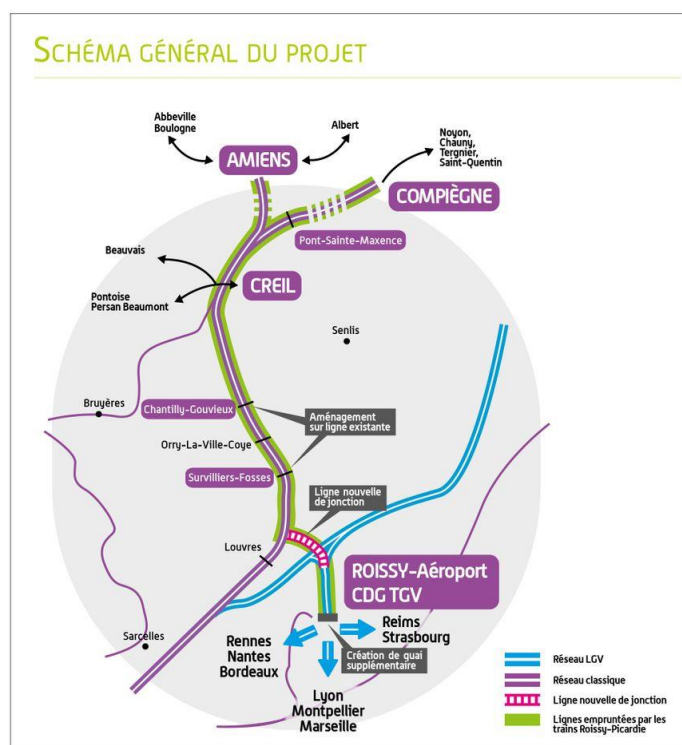 SCHÉMA GÉNÉRAL DU PROJET
Abbeville
Boulogne
Albert
Noyon,
Chauny,
Tergnier,
Saint-Quentin
AMIENS
COMPIÈGNE
Pont-Sainte-Maxence
Beauvais
CREIL
Pontoise
Persan Beaumont
Senlis
Bruyères
Chantilly-Gouvieux
Aménagement
sur ligne existante
Orry-La-Ville-Coye
Survilliers-Fosses
Ligne nouvelle
de jonction
Louvres
ROISSY-Aéroport
CDG TGV
Sarcelles
Rennes
Nantes
Bordeaux
Reims
Strasbourg
Création de quai
supplémentaire
Lyon
Montpellier
Marseille
Réseau LGV
Réseau classique
Ligne nouvelle de jonction
Lignes empruntées par les
trains Roissy-Picardie